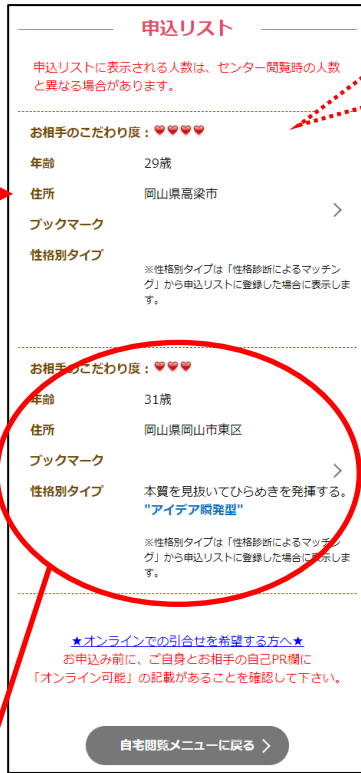 申込リスト
申込リストに表示される人数は、センター閲覧時の人数
と異なる場合があります。
お相手のこだわり度：
年齢 29歳
住所 岡山県高梁市
ブックマーク
性格別タイプ
※性格別タイプは「性格診断によるマッチン
グ」から申込リストに登録した場合に表示しま
す。
お相手のこだわり度：
年齢 31歳
住所 岡山県岡山市東区
ブックマーク
性格別タイプ 本質を見抜いてひらめきを発揮する。
"アイデア瞬発型"
※性格別タイプは「性格診断によるマッチン
グ」から申込リストに登録した場合に表示しま
す。
★オンラインでの引合せを希望する方へ★
お申込み前に、ご自身とお相手の自己PR欄に
「オンライン可能」の記載があることを確認して下さい。
自宅閲覧メニューに戻る